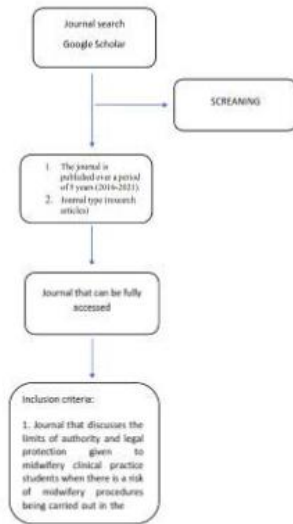 Journal search
Google Scholar
SCREANING
1. The journal is
published over a period
of 5 years (2016-2021)
2. Journal type (research
articles)
Journal that can be fully
accessed
Inclusion criteria:
1. Journal that discusses the
limits of authority and legal
protection given to
midwifery clinical practice
students when there is a risk
of midwifery procedures
being carried out in the